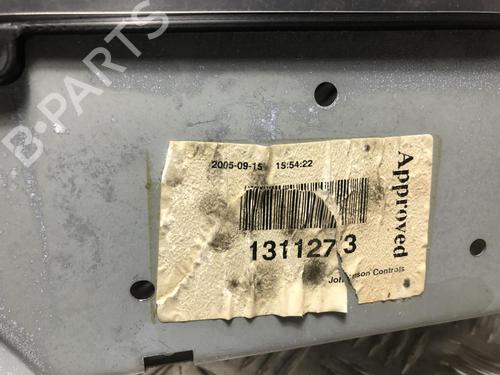 B-PARTS
2005-09-15 15:54:22
Approved
1311273
Johnson Controls